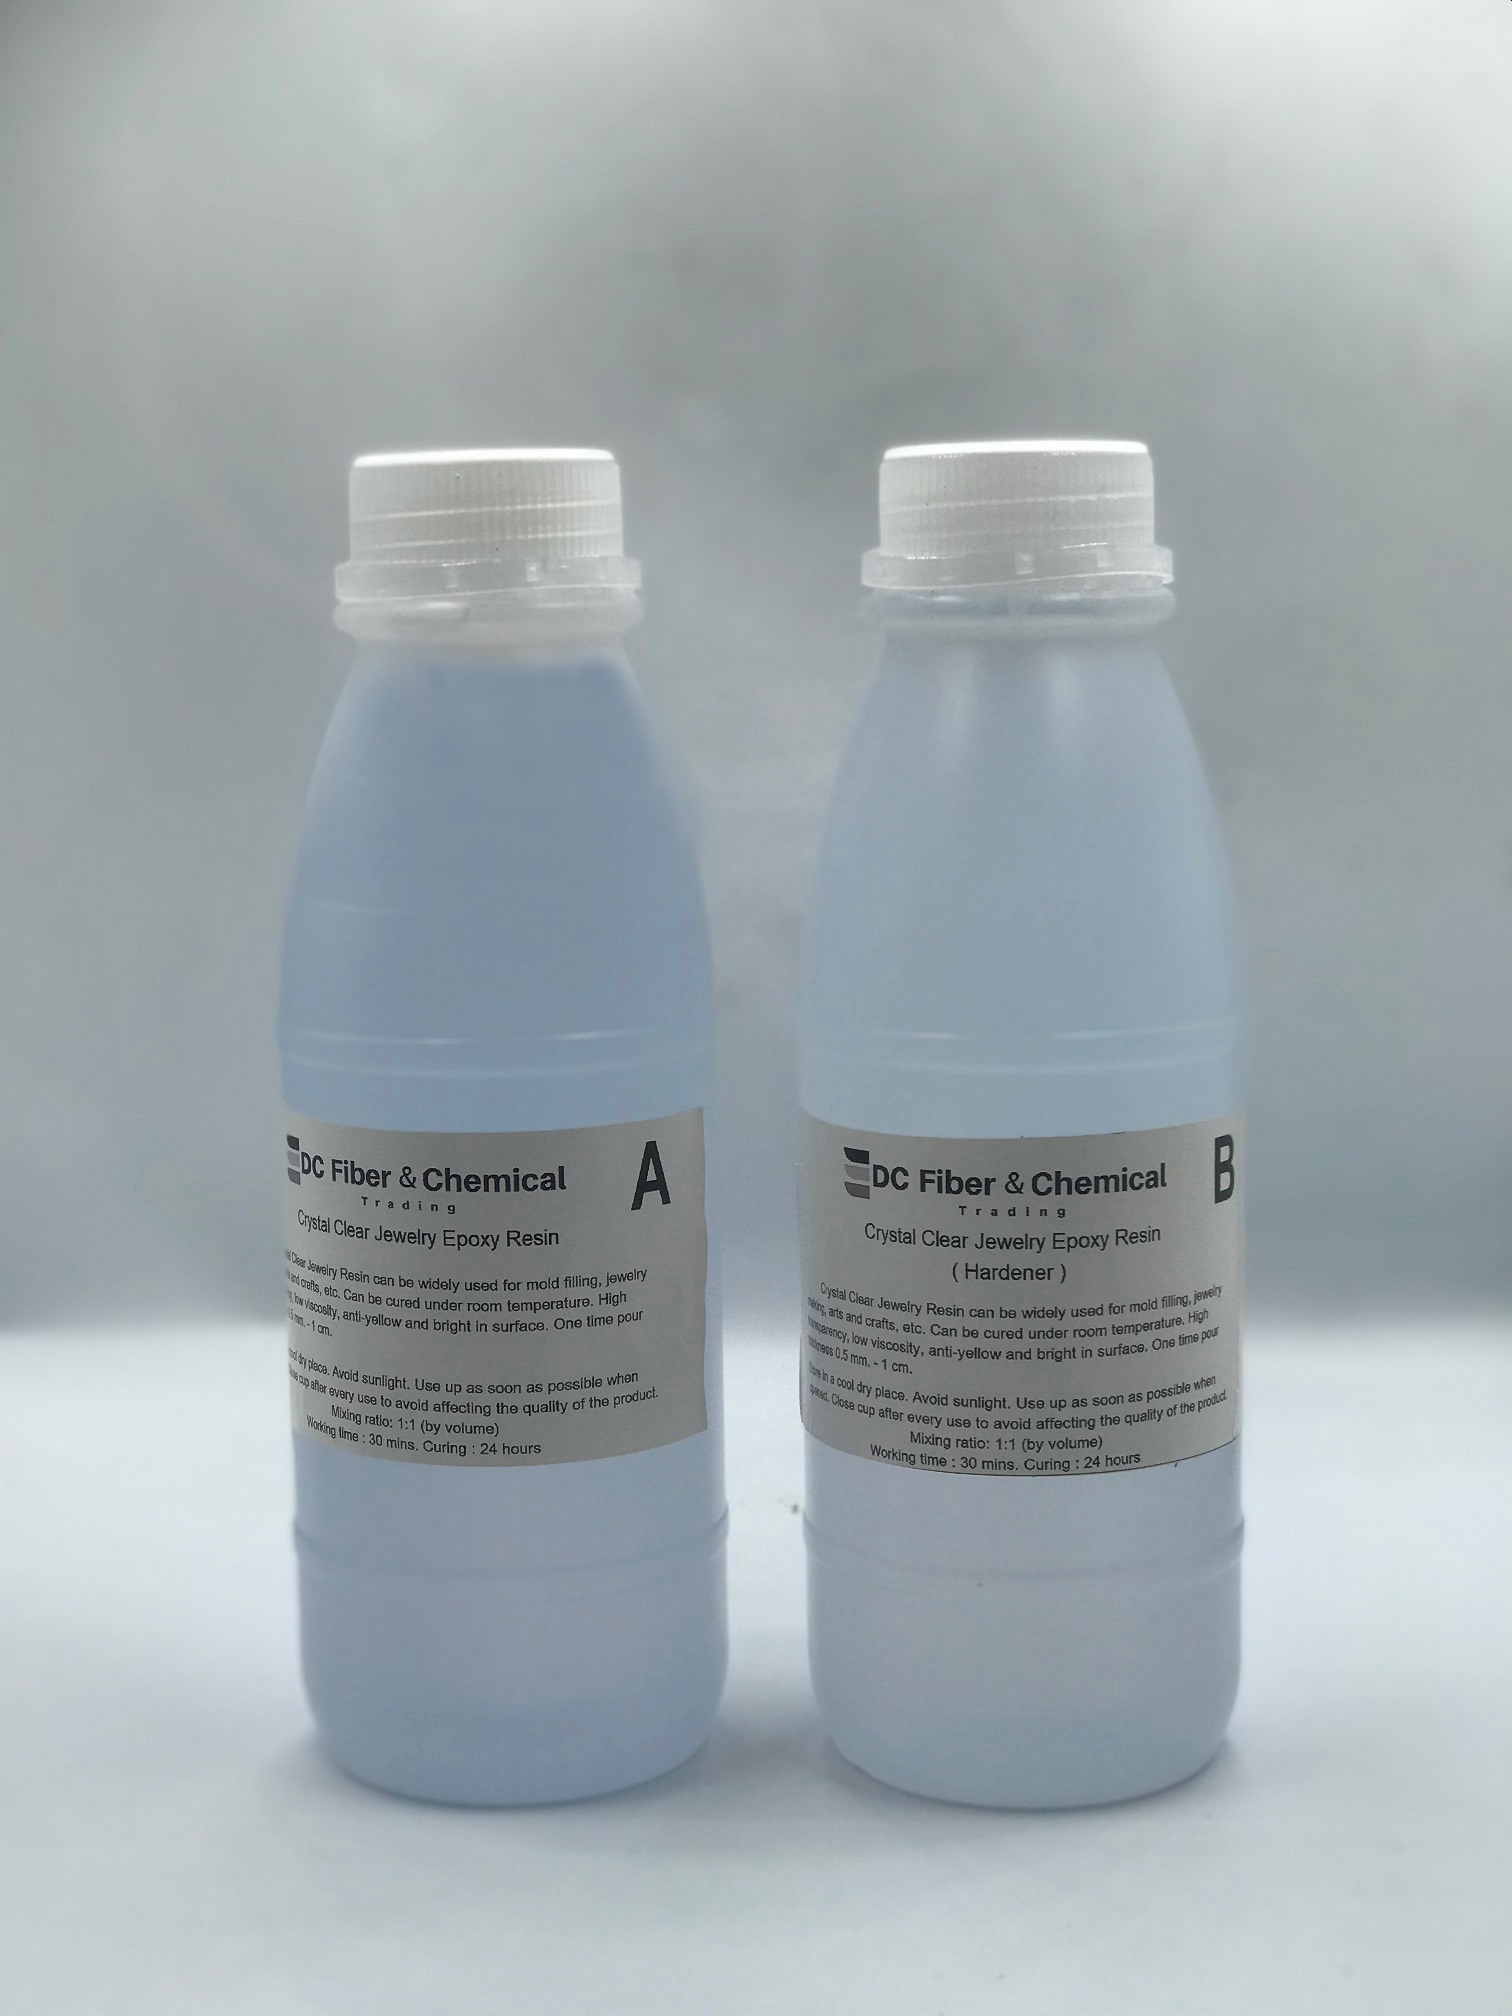 DC Fiber & Chemical
Trading
A
Crystal Clear Jewelry Epoxy Resin
Clear Jewelry Resin can be widely used for mold filling, jewelry
and crafts, etc. Can be cured under room temperature. High
low viscosity, anti-yellow and bright in surface. One time pour
mm. - 1 cm.
dry place. Avoid sunlight. Use up as soon as possible when
cup after every use to avoid affecting the quality of the product.
Mixing ratio: 1:1 (by volume)
Working time : 30 mins. Curing : 24 hours
DC Fiber & Chemical
Trading
B
Crystal Clear Jewelry Epoxy Resin
( Hardener )
Crystal Clear Jewelry Resin can be widely used for mold filling, jewelry
making, arts and crafts, etc. Can be cured under room temperature. High
transparency, low viscosity, anti-yellow and bright in surface. One time pour
thickness 0.5 mm. - 1 cm.
Store in a cool dry place. Avoid sunlight. Use up as soon as possible when
opened. Close cup after every use to avoid affecting the quality of the product.
Mixing ratio: 1:1 (by volume)
Working time : 30 mins. Curing : 24 hours